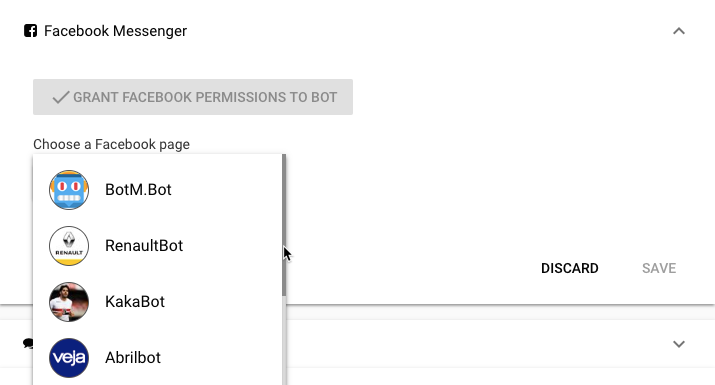 Facebook Messenger
GRANT FACEBOOK PERMISSIONS TO BOT
Choose a Facebook page
BotM.Bot
RENAULT
RenaultBot
KakaBot
veja
Abrilbot
DISCARD
SAVE